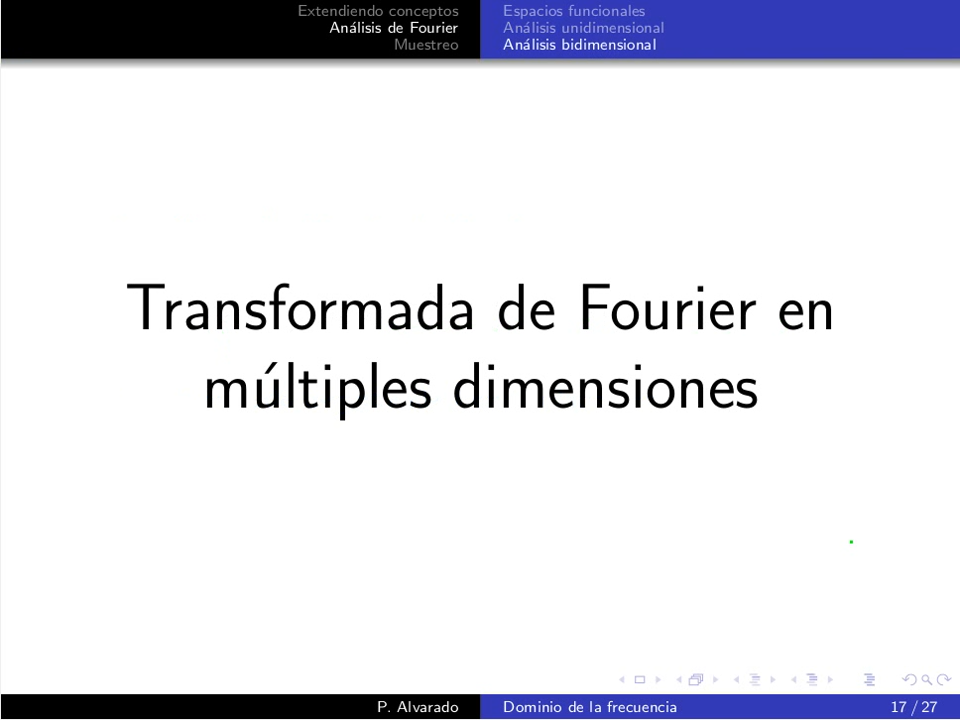 Extendiendo conceptos
Análisis de Fourier
Muestreo
Espacios funcionales
Análisis unidimensional
Análisis bidimensional
Transformada de Fourier en
múltiples dimensiones
P. Alvarado
Dominio de la frecuencia
17 / 27